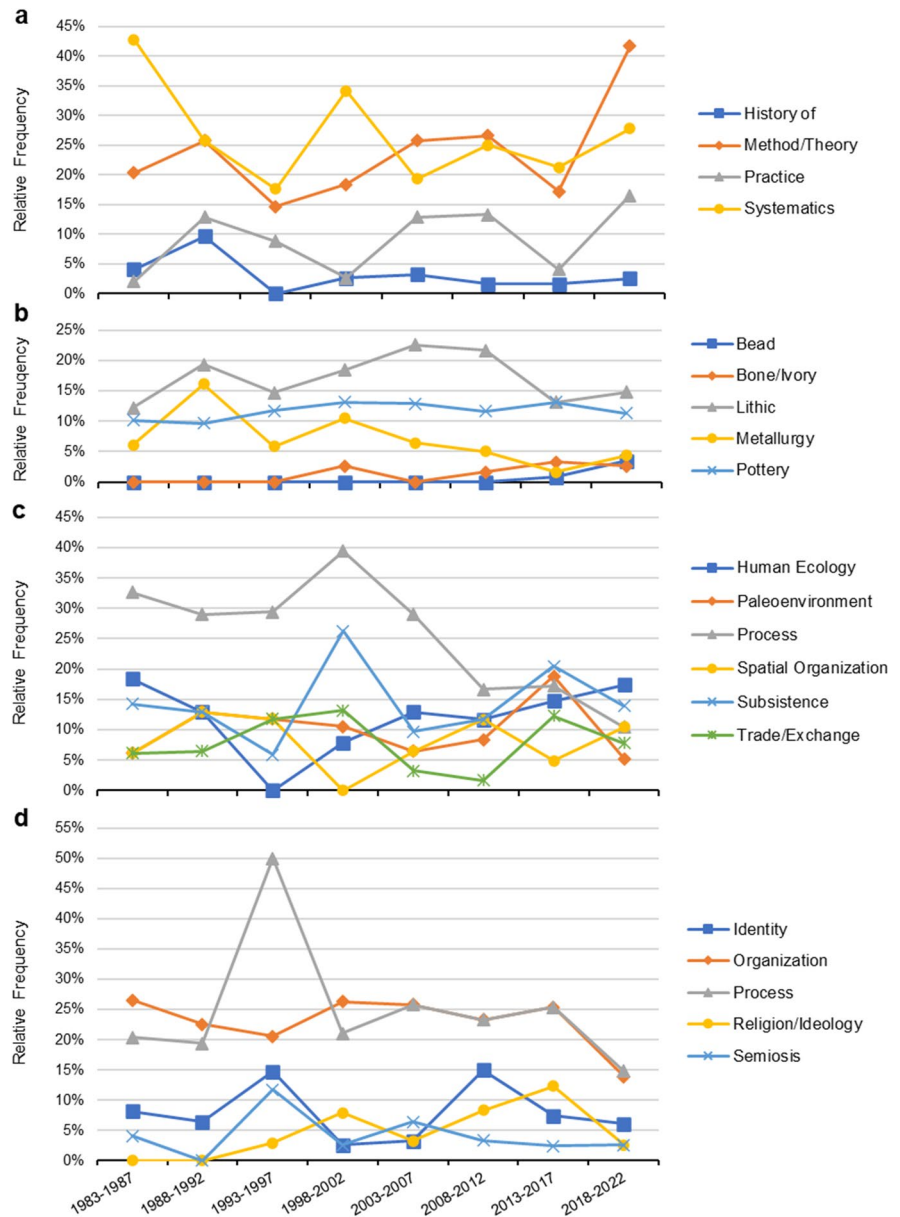 a
45%
40%
35%
30%
25%
20%
15%
10%
5%
0%
Relative Frequency
History of
Method/Theory
Practice
Systematics
b
25%
20%
15%
10%
5%
0%
Relative Freuqency
Bead
Bone/Ivory
Lithic
Metallurgy
Pottery
c
45%
40%
35%
30%
25%
20%
15%
10%
5%
0%
Relative Frequency
Human Ecology
Paleoenvironment
Process
Spatial Organization
Subsistence
Trade/Exchange
d
55%
50%
45%
40%
35%
30%
25%
20%
15%
10%
5%
0%
Relative Frequency
Identity
Organization
Process
Religion/Ideology
Semiosis
1983-1987
1988-1992
1993-1997
1998-2002
2003-2007
2008-2012
2013-2017
2018-2022